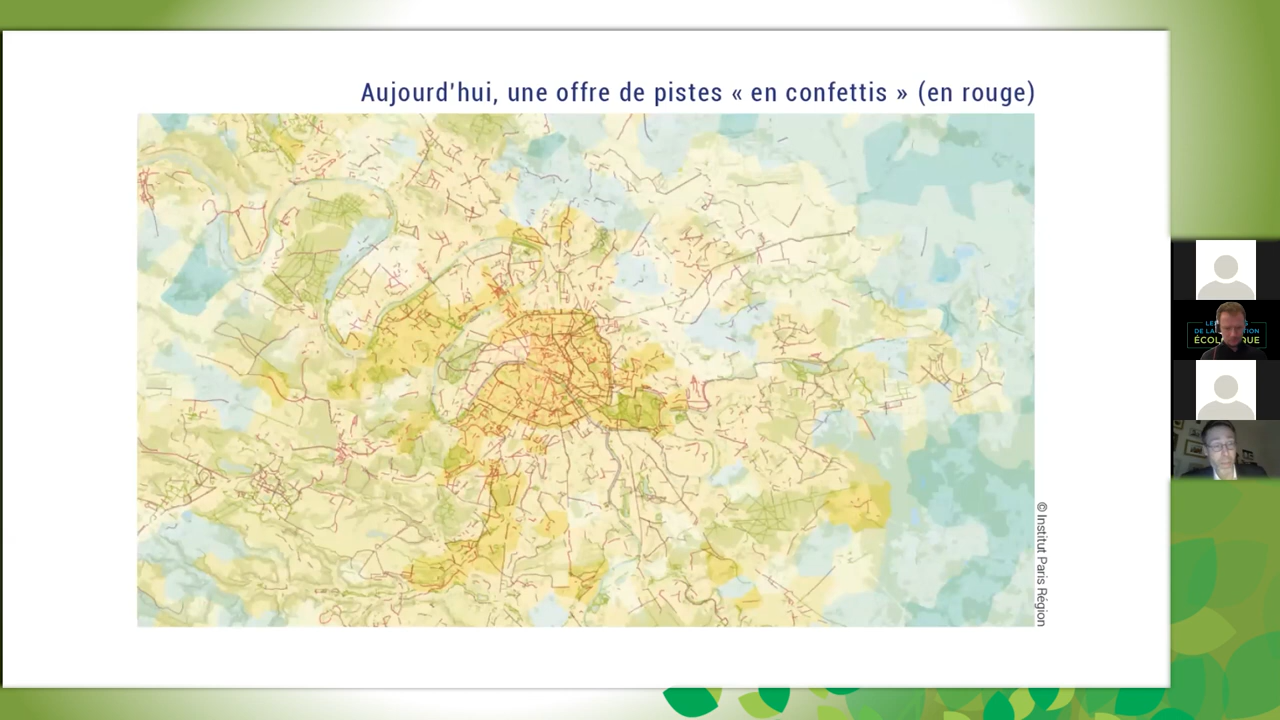 Aujourd'hui, une offre de pistes « en confettis » (en rouge)
© Institut Paris Région